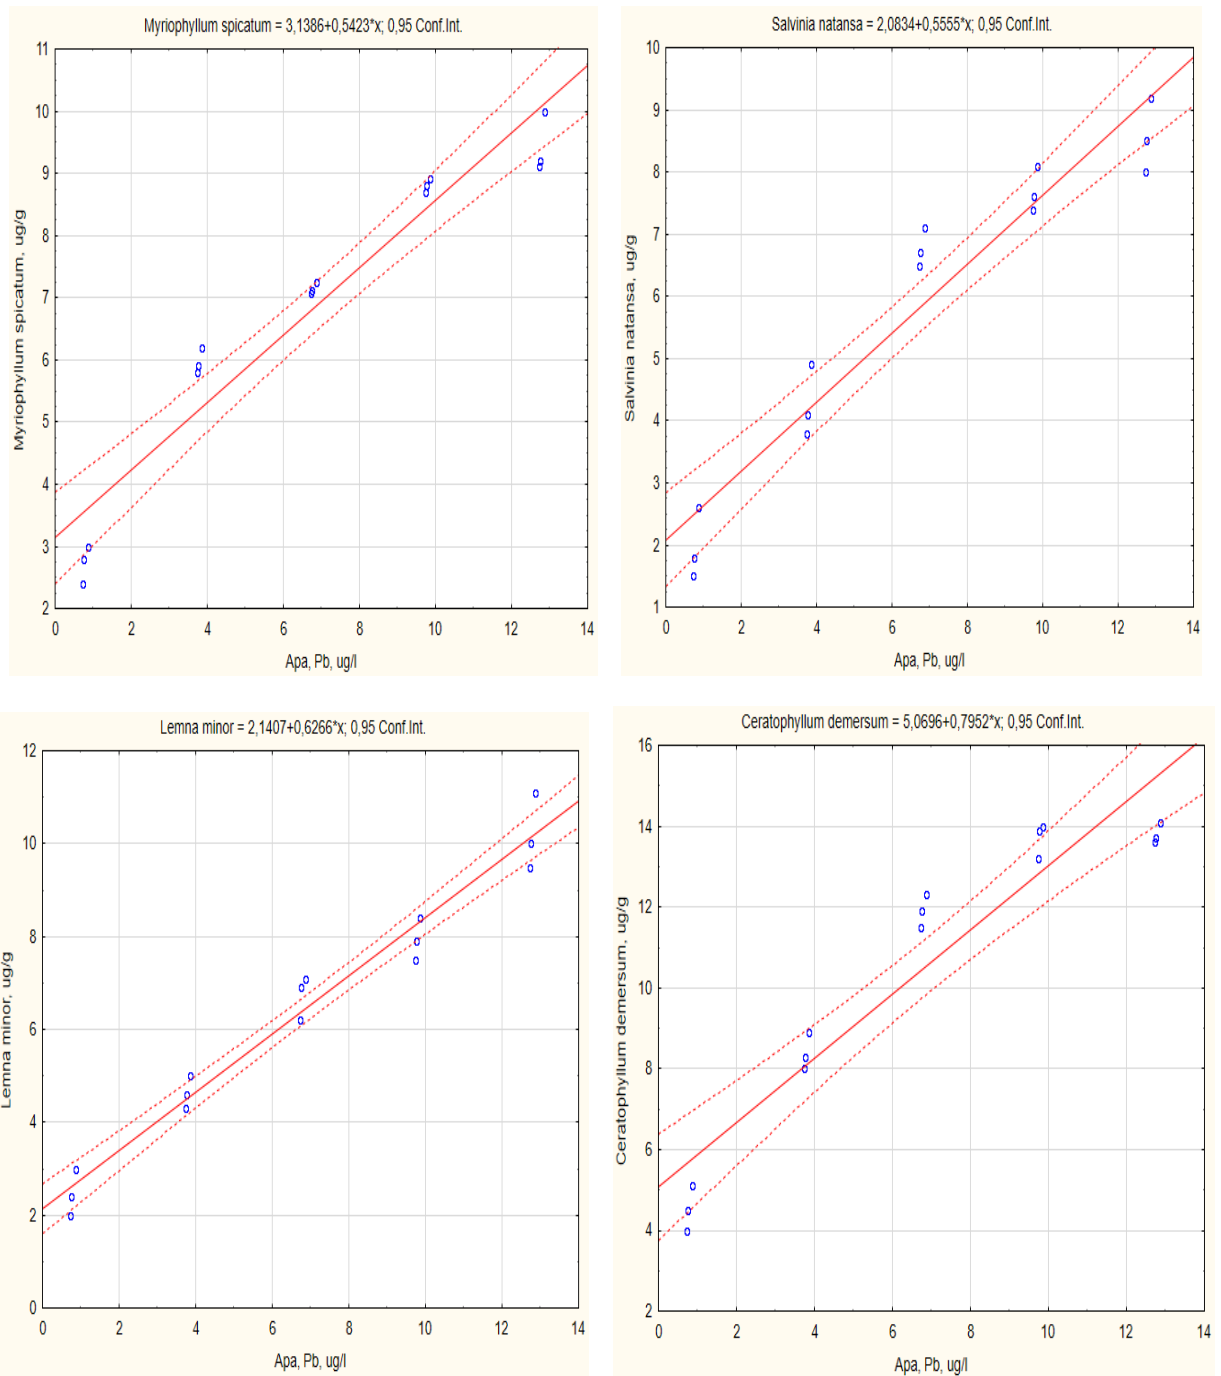 Myriophyllum spicatum = 3,1386+0,5423*x; 0,95 Conf.Int.
11
10
9
8
7
6
5
4
3
2
Myriophyllum spicatum, ug/g
0 2 4 6 8 10 12 14
Apa, Pb, ug/l
Salvinia natansa = 2,0834+0,5555*x; 0,95 Conf.Int.
10
9
8
7
6
5
4
3
2
1
Salvinia natansa, ug/g
0 2 4 6 8 10 12 14
Apa, Pb, ug/l
Lemna minor = 2,1407+0,6266*x; 0,95 Conf.Int.
12
10
8
6
4
2
0
Lemna minor, ug/g
0 2 4 6 8 10 12 14
Apa, Pb, ug/l
Ceratophyllum demersum = 5,0696+0,7952*x; 0,95 Conf.Int.
16
14
12
10
8
6
4
2
Ceratophyllum demersum, ug/g
0 2 4 6 8 10 12 14
Apa, Pb, ug/l